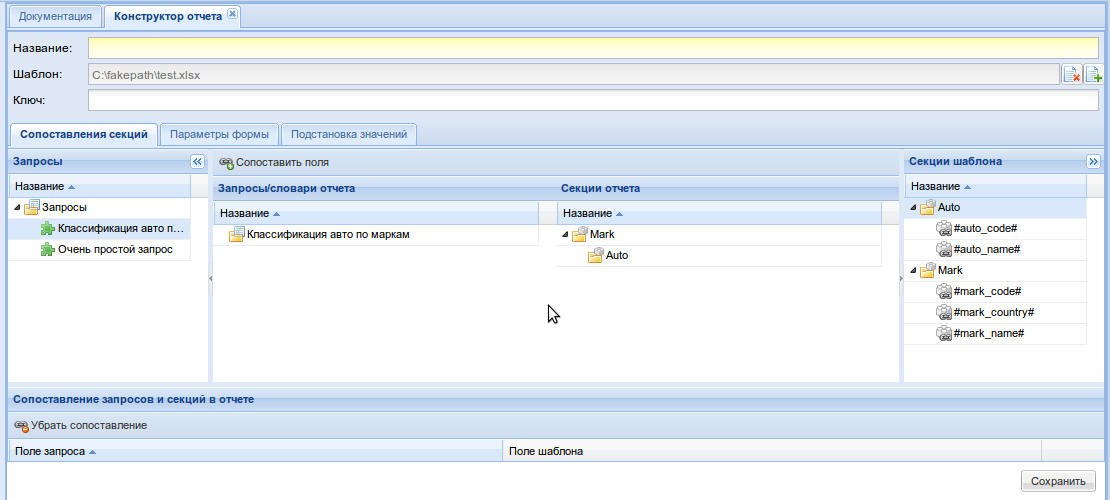 Документация Конструктор отчета
Название:
Шаблон: C:\fakepath\test.xlsx
Ключ:
Сопоставления секций Параметры формы Подстановка значений
Запросы
Название
Запросы
Классификация авто п...
Очень простой запрос
Сопоставить поля
Запросы/словари отчета
Название
Классификация авто по маркам
Секции отчета
Название
Mark
Auto
Секции шаблона
Название
Auto
#auto_code#
#auto_name#
Mark
#mark_code#
#mark_country#
#mark_name#
Сопоставление запросов и секций в отчете
Убрать сопоставление
Поле запроса Поле шаблона
Сохранить